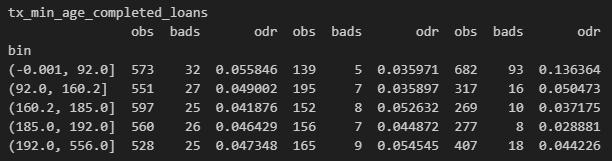 tx_min_age_completed_loans
obs bads odr obs bads odr obs bads odr
bin
(-0.001, 92.0] 573 32 0.055846 139 5 0.035971 682 93 0.136364
(92.0, 160.2] 551 27 0.049002 195 7 0.035897 317 16 0.050473
(160.2, 185.0] 597 25 0.041876 152 8 0.052632 269 10 0.037175
(185.0, 192.0] 560 26 0.046429 156 7 0.044872 277 8 0.028881
(192.0, 556.0] 528 25 0.047348 165 9 0.054545 407 18 0.044226